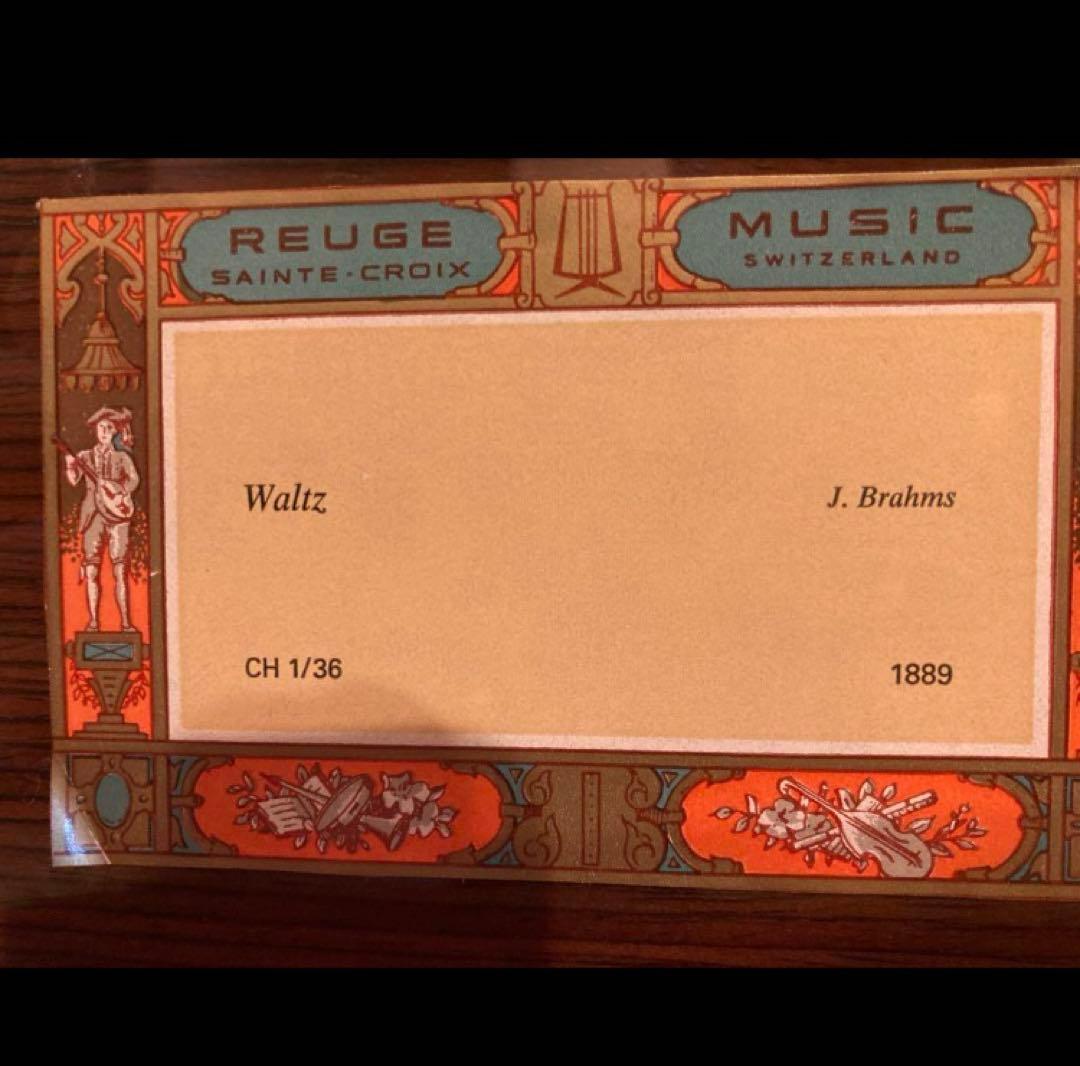 REUGE
SAINTE-CROIX
MUSIC
SWITZERLAND
Waltz J. Brahms
CH 1/36 1889